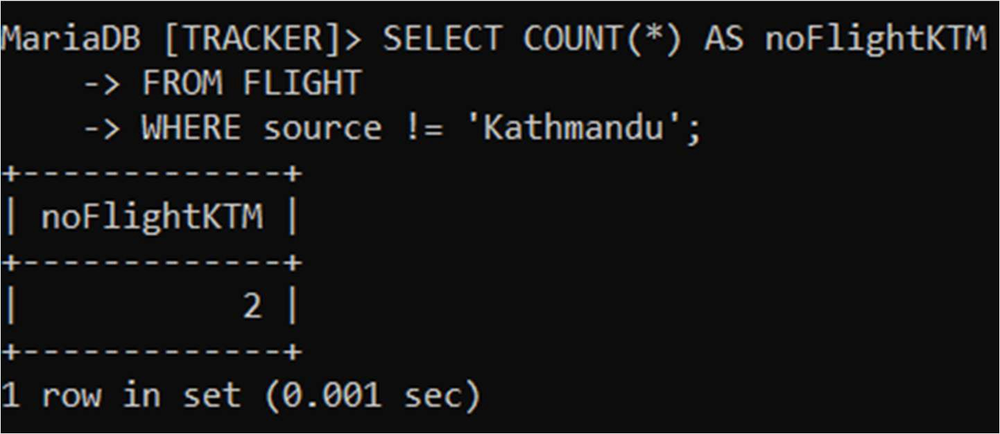 MariaDB [TRACKER]> SELECT COUNT(*) AS noFlightKTM
    -> FROM FLIGHT
    -> WHERE source != 'Kathmandu';
+-------------+
| noFlightKTM |
+-------------+
|           2 |
+-------------+
1 row in set (0.001 sec)